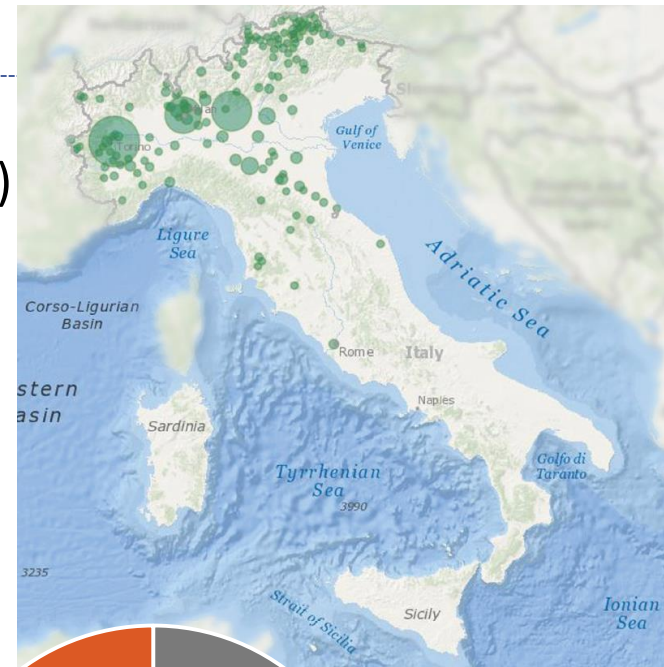 )
Gulf of
Venice
Torino
Ligure
Sea
Adriatic Sea
Corso-Ligurian
Basin
Rome
Italy
stern
asin
Naples
Sardinia
Golfo di
Taranto
Tyrrhenian
Sea
3990
3235
Strait of Sicilia
Sicily
Ionian
Sea